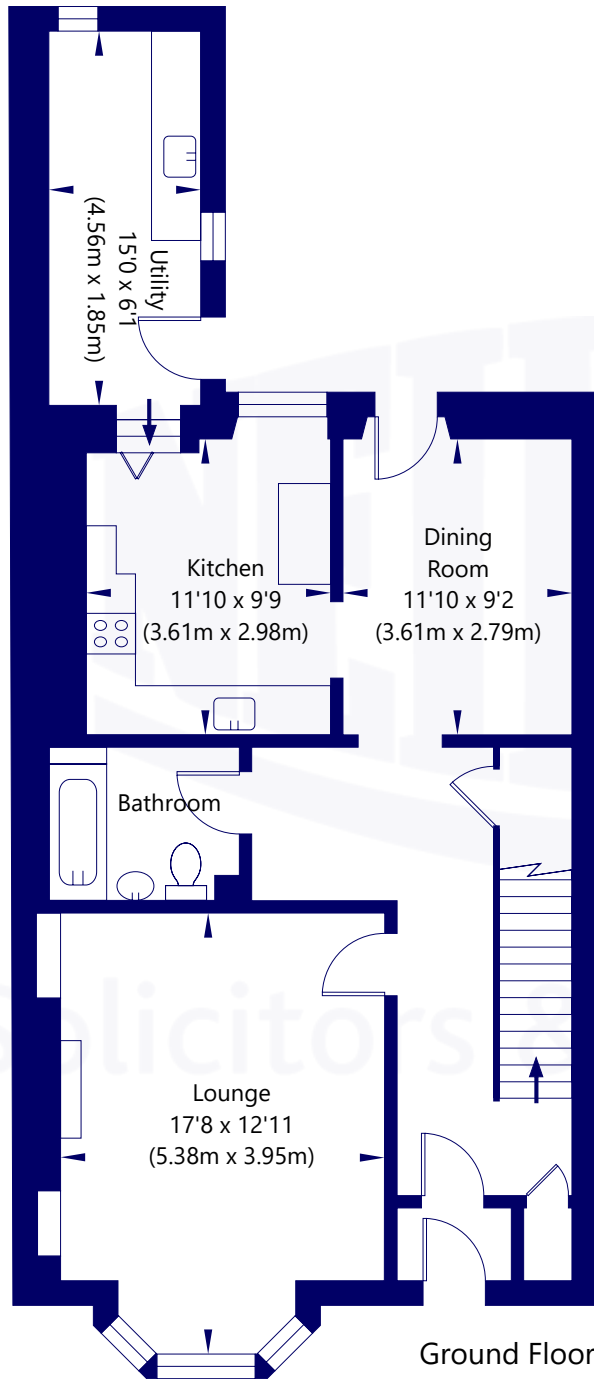 Utility
15'0 x 6'1
(4.56m x 1.85m)
Kitchen
11'10 x 9'9
(3.61m x 2.98m)
Dining
Room
11'10 x 9'2
(3.61m x 2.79m)
Bathroom
Lounge
17'8 x 12'11
(5.38m x 3.95m)
Solicitors &
Ground Floor